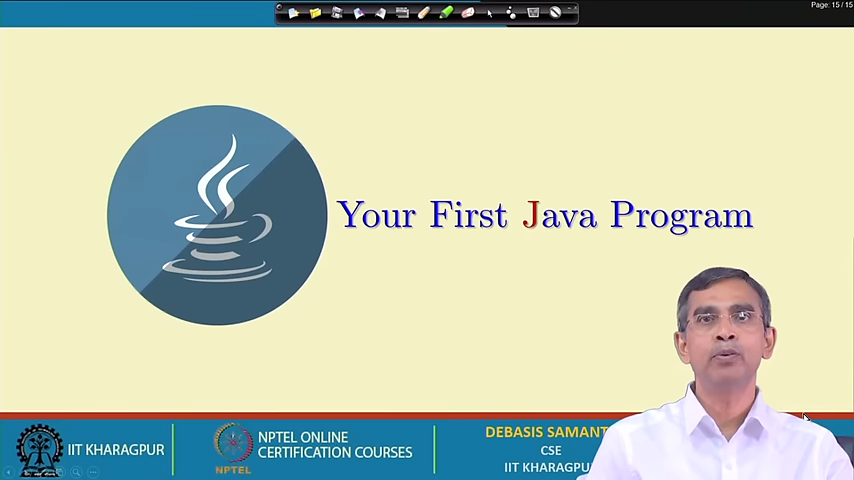 Page: 15 / 15
Your First Java Program
IIT KHARAGPUR
NPTEL
NPTEL ONLINE
CERTIFICATION COURSES
DEBASIS SAMANT
CSE
IIT KHARAGPU